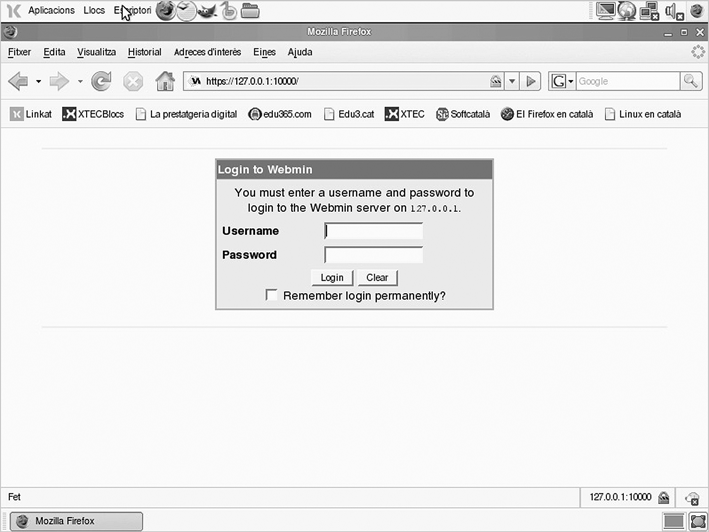 Aplicacions Llocs Escriptori
Mozilla Firefox
Fitxer Edita Visualitza Historial Adreces d'interès Eines Ajuda
https://127.0.0.1:10000/ G Google
Linkat XTECBlocs La prestatgeria digital edu365.com Edu3.cat XTEC Softcatalà El Firefox en català Linux en català
Login to Webmin
You must enter a username and password to
login to the Webmin server on 127.0.0.1.
Username
Password
Login Clear
Remember login permanently?
Fet 127.0.0.1:10000
Mozilla Firefox